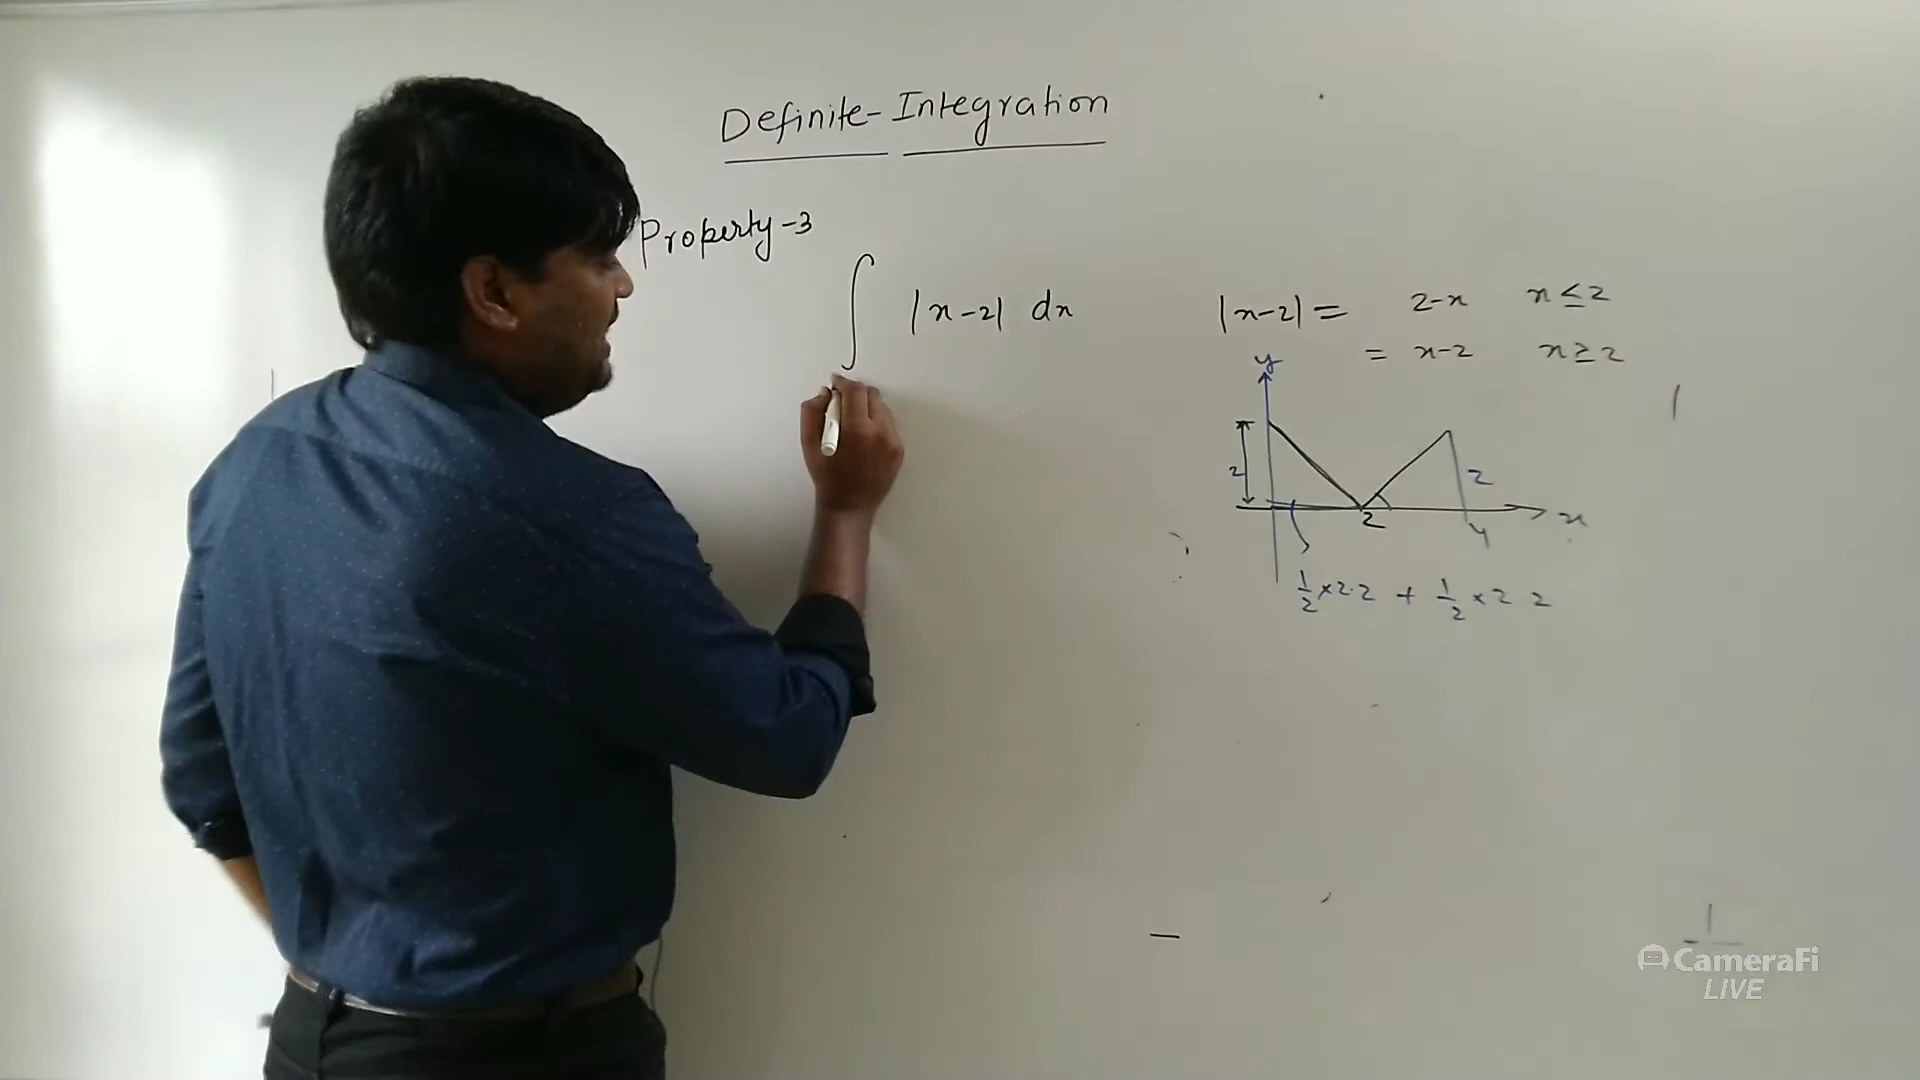 Definite-Integration
Property-3
∫ |x-2| dx
|x-2| = 2-x x≤2
= x-2 x≥2
y
2
2
2
4
x
1/2 ×2·2 + 1/2 ×2 2
CameraFi
LIVE